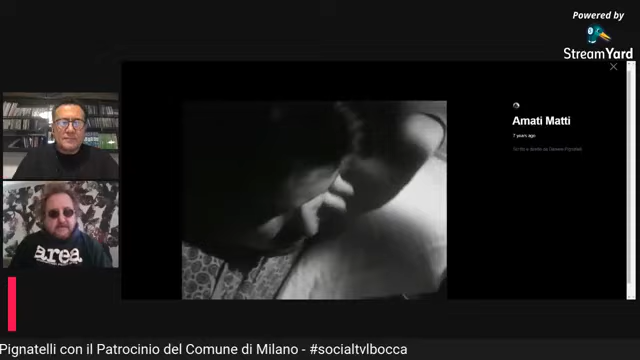 Powered by
StreamYard
Amati Matti
7 years ago
area
Pignatelli con il Patrocinio del Comune di Milano - #socialtvlbocca